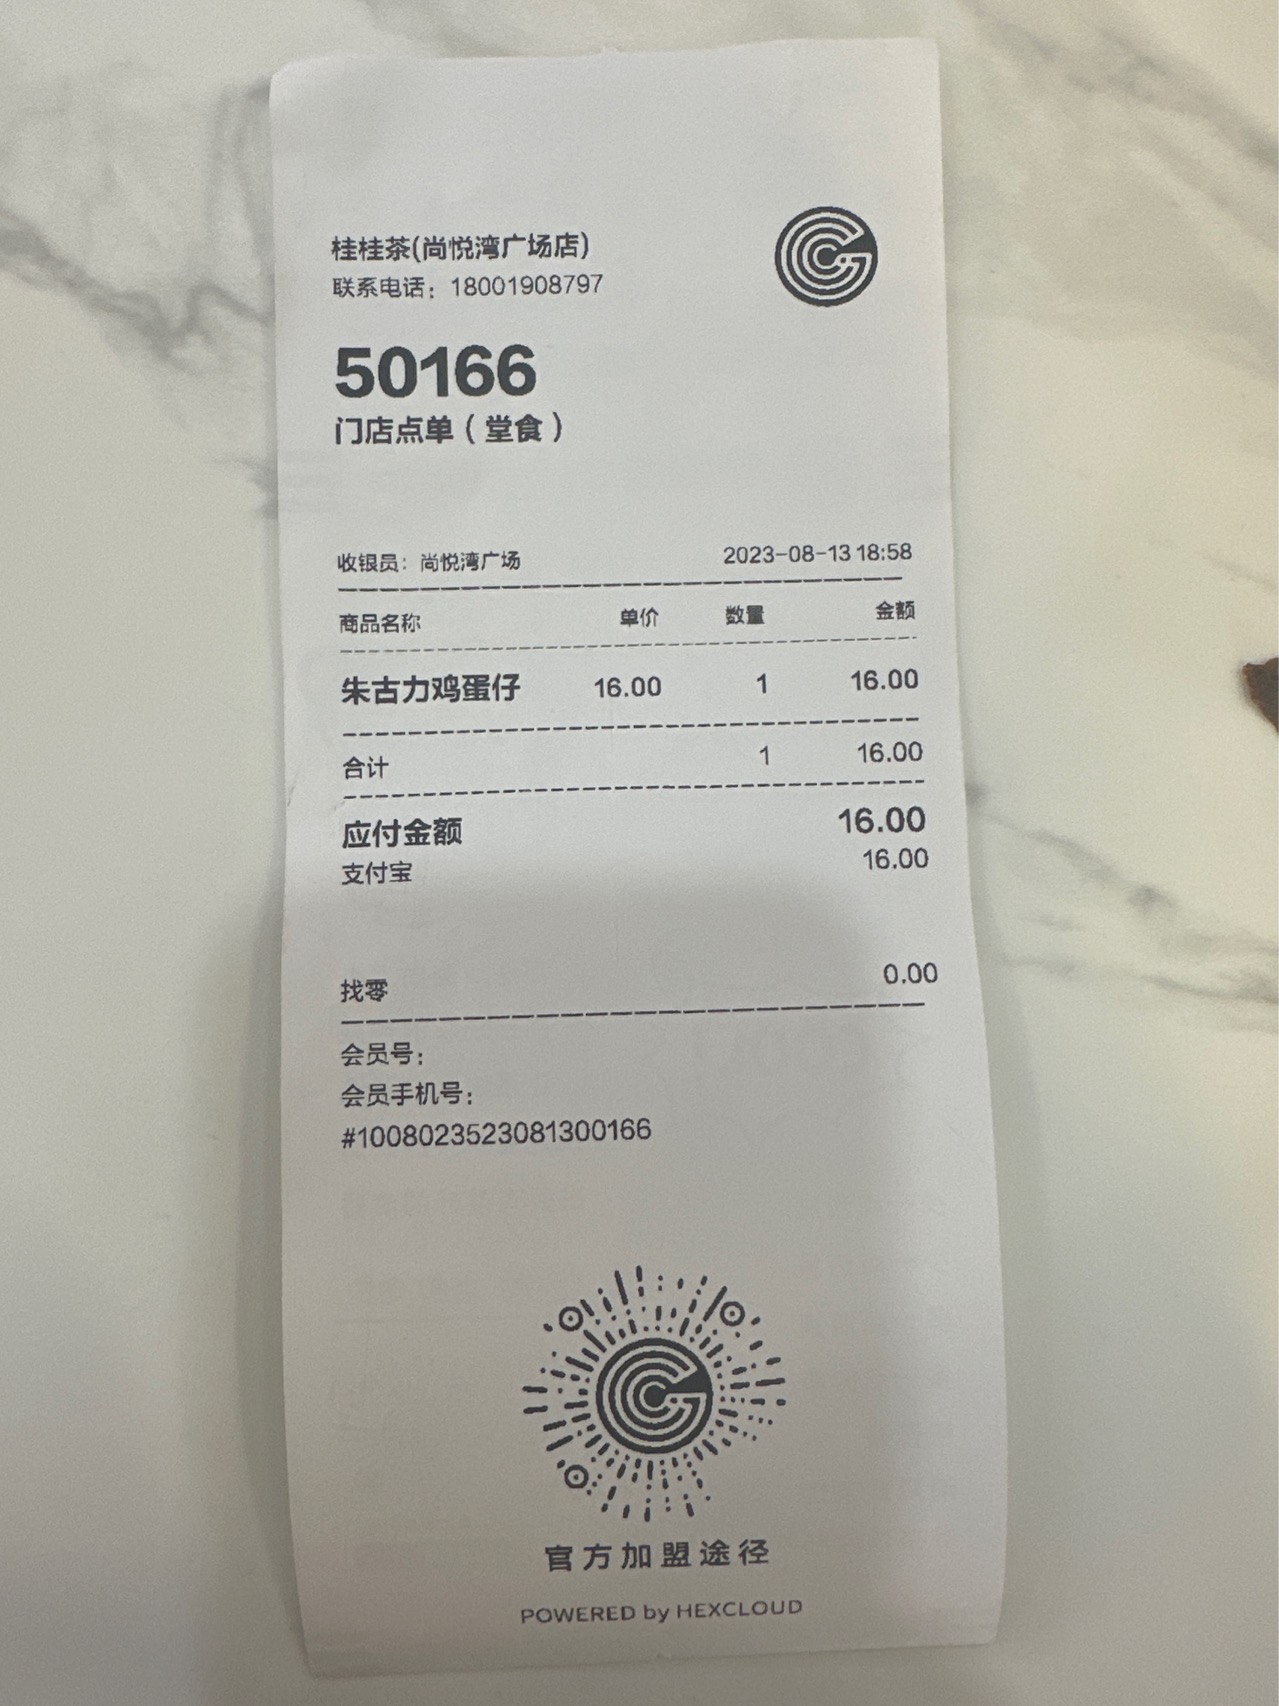 桂桂茶(尚悦湾广场店)
联系电话：18001908797
50166
门店点单（堂食）
收银员：尚悦湾广场 2023-08-13 18:58
商品名称 单价 数量 金额
朱古力鸡蛋仔 16.00 1 16.00
合计 1 16.00
应付金额 16.00
支付宝 16.00
找零 0.00
会员号：
会员手机号：
#1008023523081300166
官方加盟途径
POWERED by HEXCLOUD